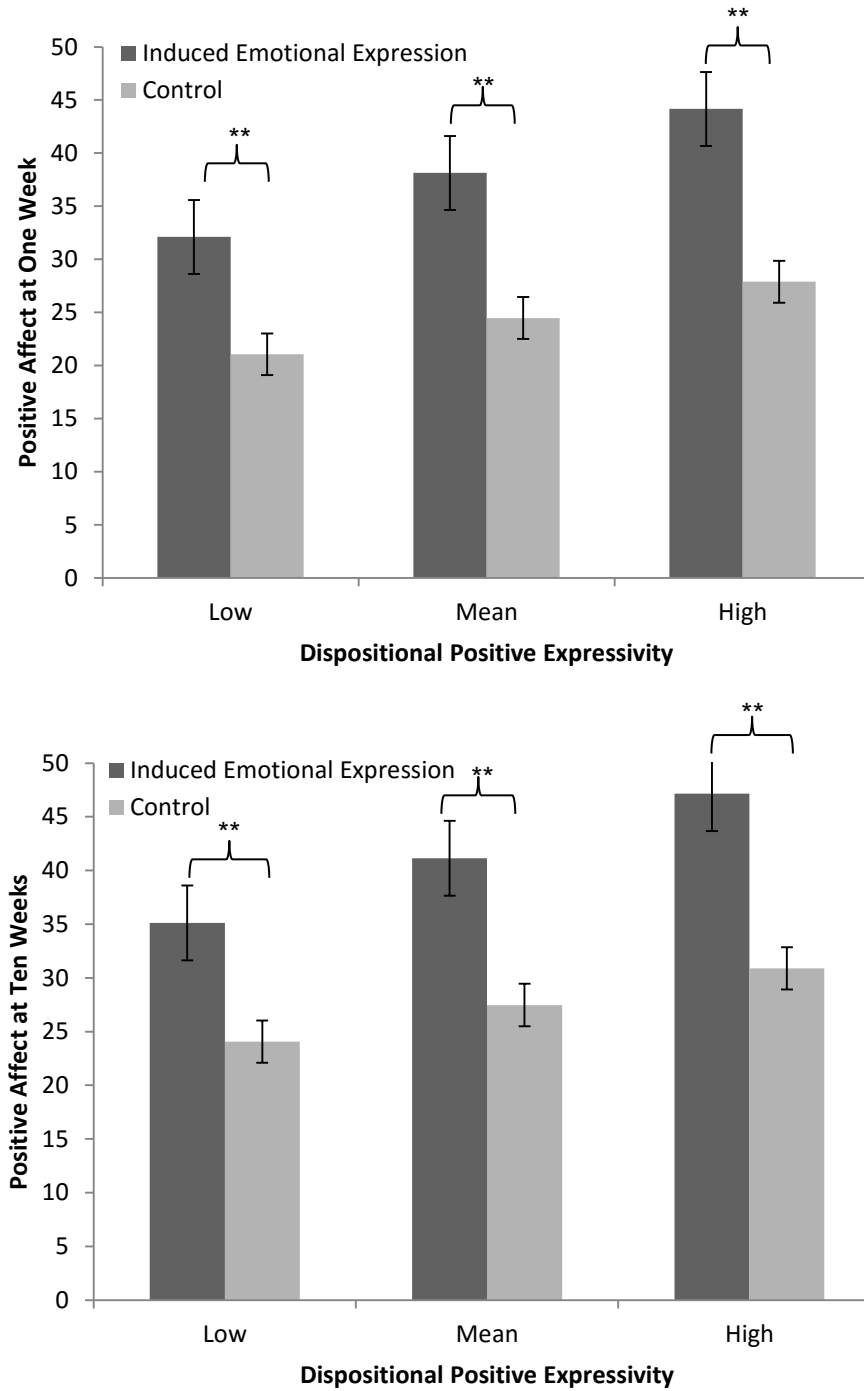 **
**
**
50
45
40
35
30
25
20
15
10
5
0
Induced Emotional Expression
Control
Positive Affect at One Week
Low Mean High
Dispositional Positive Expressivity
**
**
**
50
45
40
35
30
25
20
15
10
5
0
Induced Emotional Expression
Control
Positive Affect at Ten Weeks
Low Mean High
Dispositional Positive Expressivity